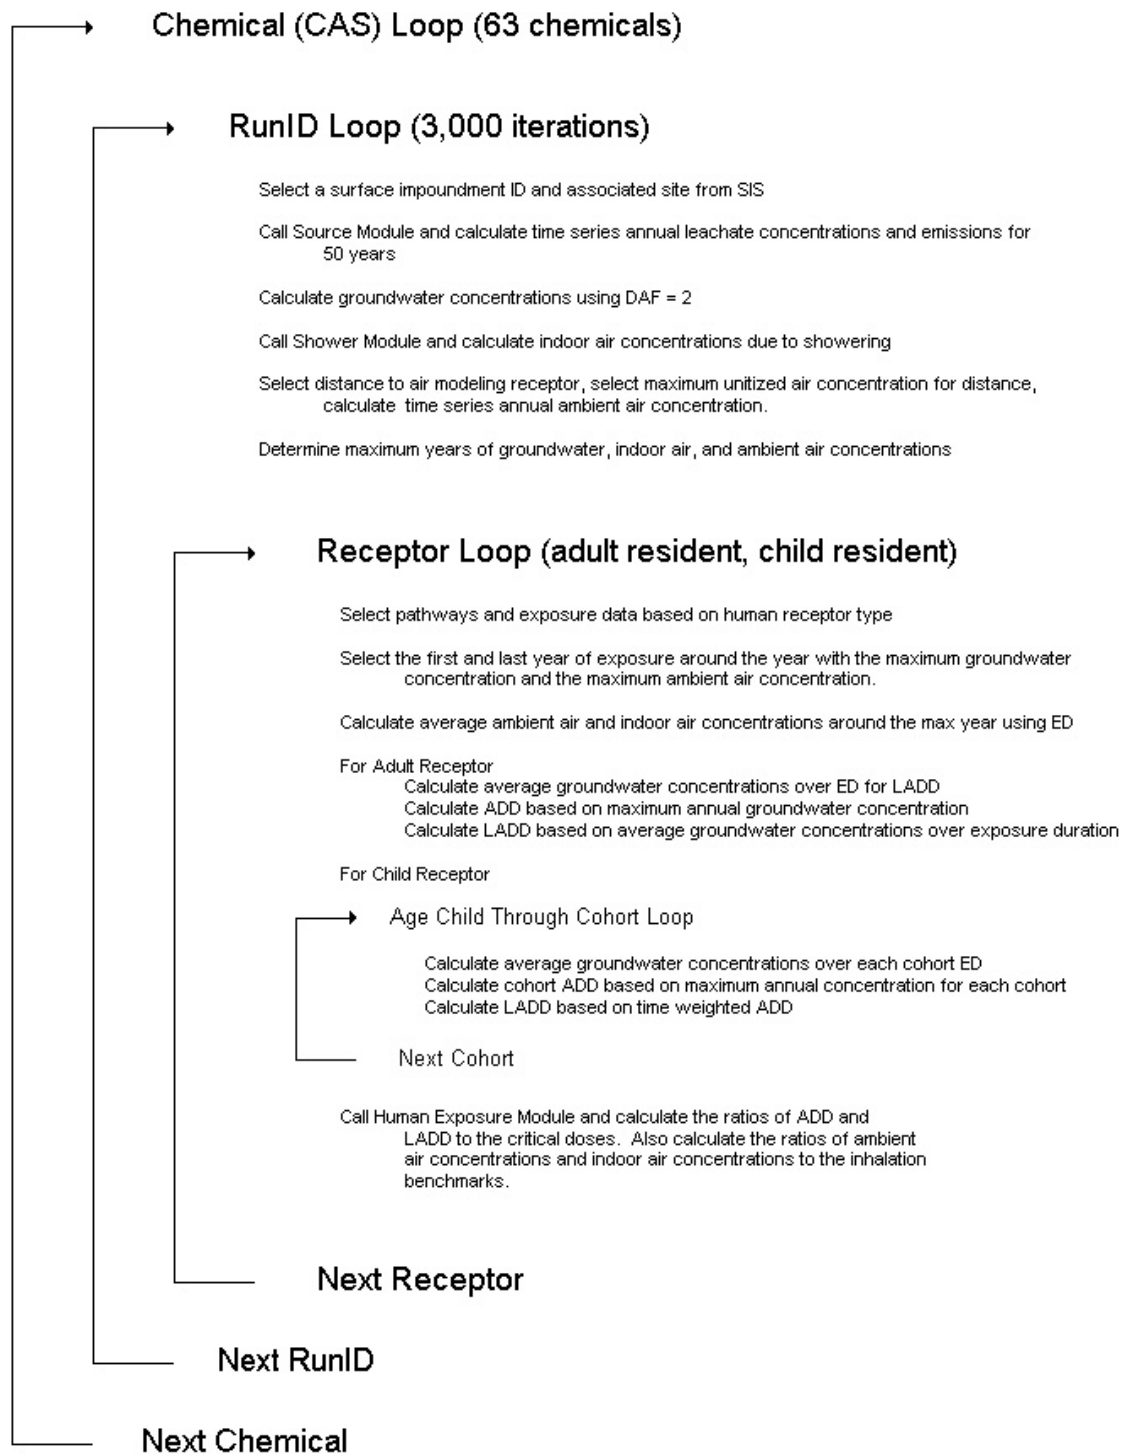 Chemical (CAS) Loop (63 chemicals)
RunID Loop (3,000 iterations)
Select a surface impoundment ID and associated site from SIS
Call Source Module and calculate time series annual leachate concentrations and emissions for
50 years
Calculate groundwater concentrations using DAF = 2
Call Shower Module and calculate indoor air concentrations due to showering
Select distance to air modeling receptor, select maximum unitized air concentration for distance,
calculate time series annual ambient air concentration.
Determine maximum years of groundwater, indoor air, and ambient air concentrations
Receptor Loop (adult resident, child resident)
Select pathways and exposure data based on human receptor type
Select the first and last year of exposure around the year with the maximum groundwater
concentration and the maximum ambient air concentration.
Calculate average ambient air and indoor air concentrations around the max year using ED
For Adult Receptor
Calculate average groundwater concentrations over ED for LADD
Calculate ADD based on maximum annual groundwater concentration
Calculate LADD based on average groundwater concentrations over exposure duration
For Child Receptor
Age Child Through Cohort Loop
Calculate average groundwater concentrations over each cohort ED
Calculate cohort ADD based on maximum annual concentration for each cohort
Calculate LADD based on time weighted ADD
Next Cohort
Call Human Exposure Module and calculate the ratios of ADD and
LADD to the critical doses.  Also calculate the ratios of ambient
air concentrations and indoor air concentrations to the inhalation
benchmarks.
Next Receptor
Next RunID
Next Chemical